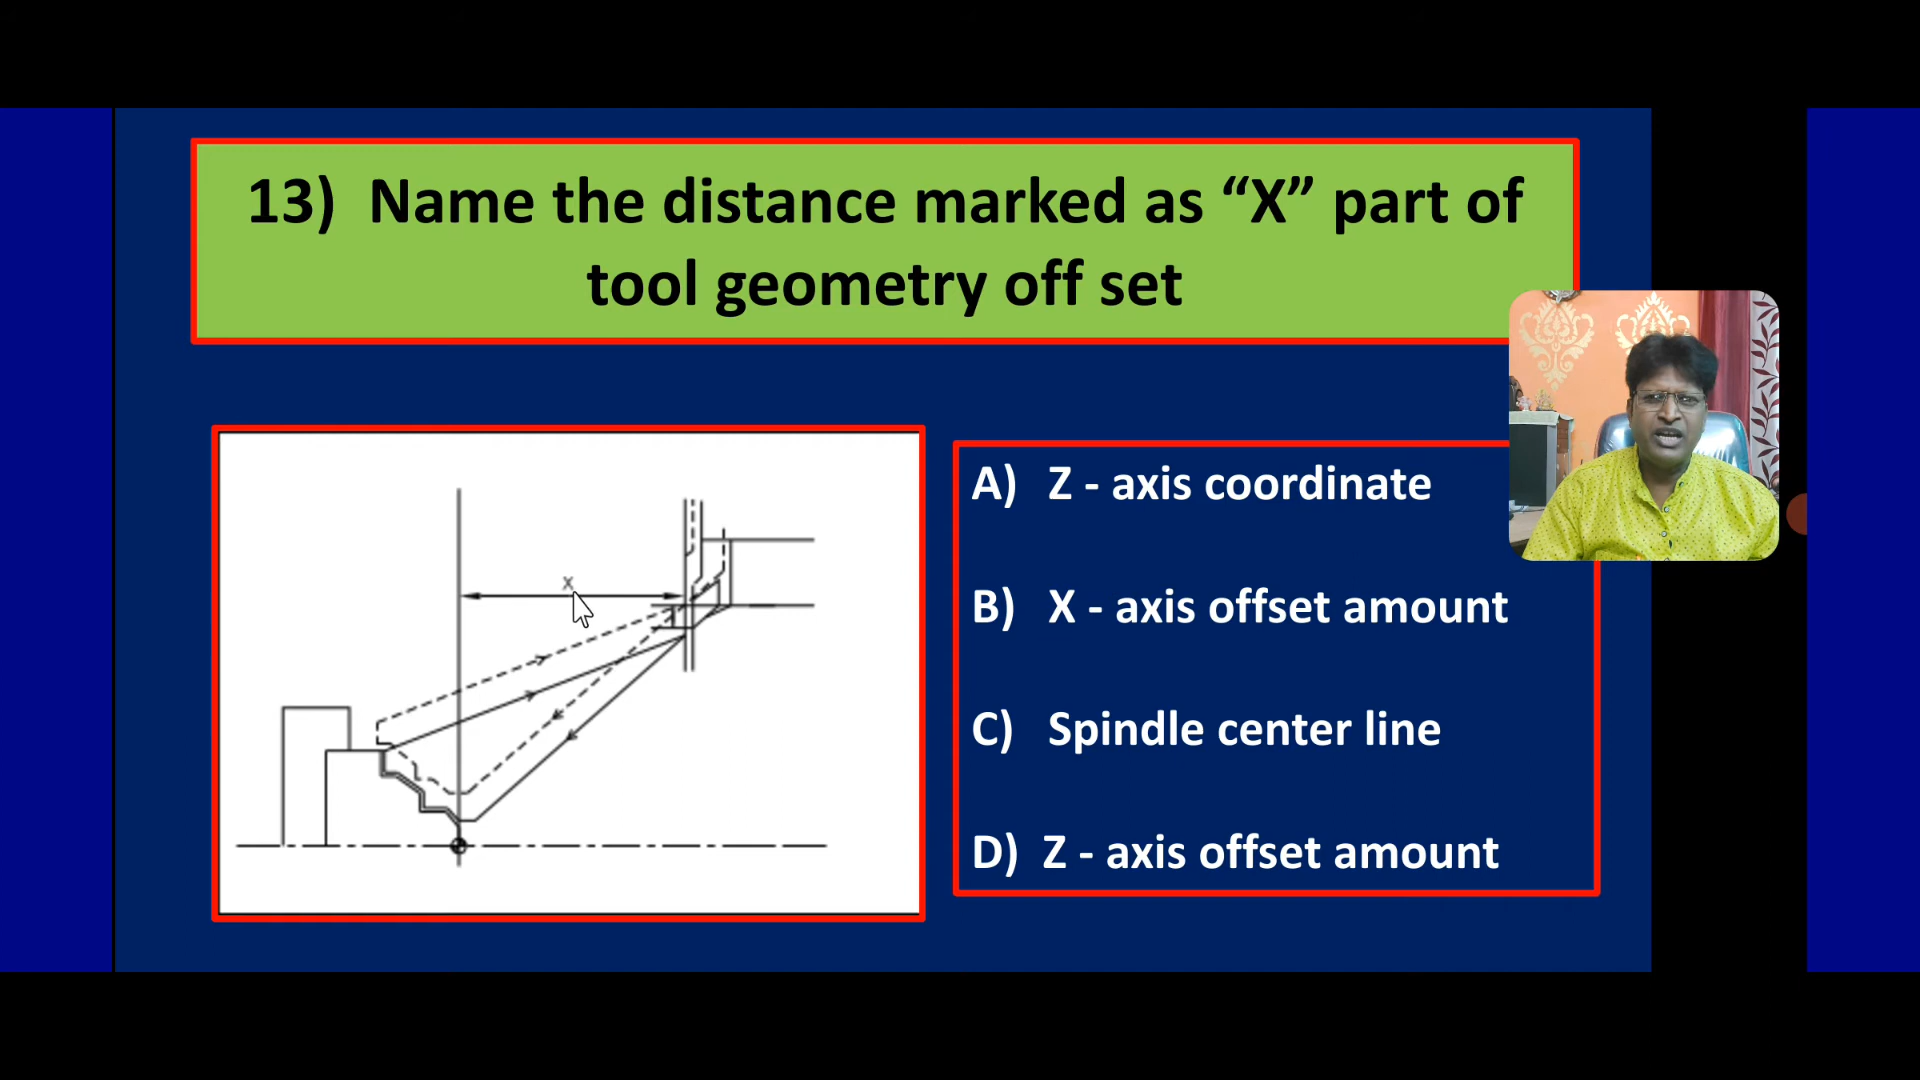 13) Name the distance marked as “X” part of
tool geometry off set
X
A) Z - axis coordinate
B) X - axis offset amount
C) Spindle center line
D) Z - axis offset amount